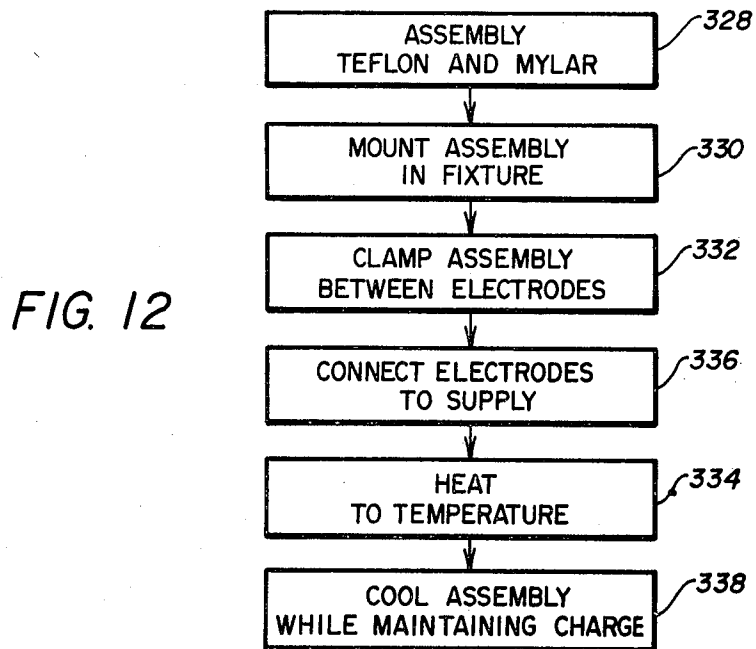 ASSEMBLY
TEFLON AND MYLAR
328
MOUNT ASSEMBLY
IN FIXTURE
330
CLAMP ASSEMBLY
BETWEEN ELECTRODES
332
FIG. 12
CONNECT ELECTRODES
TO SUPPLY
336
HEAT
TO TEMPERATURE
334
COOL ASSEMBLY
WHILE MAINTAINING CHARGE
338